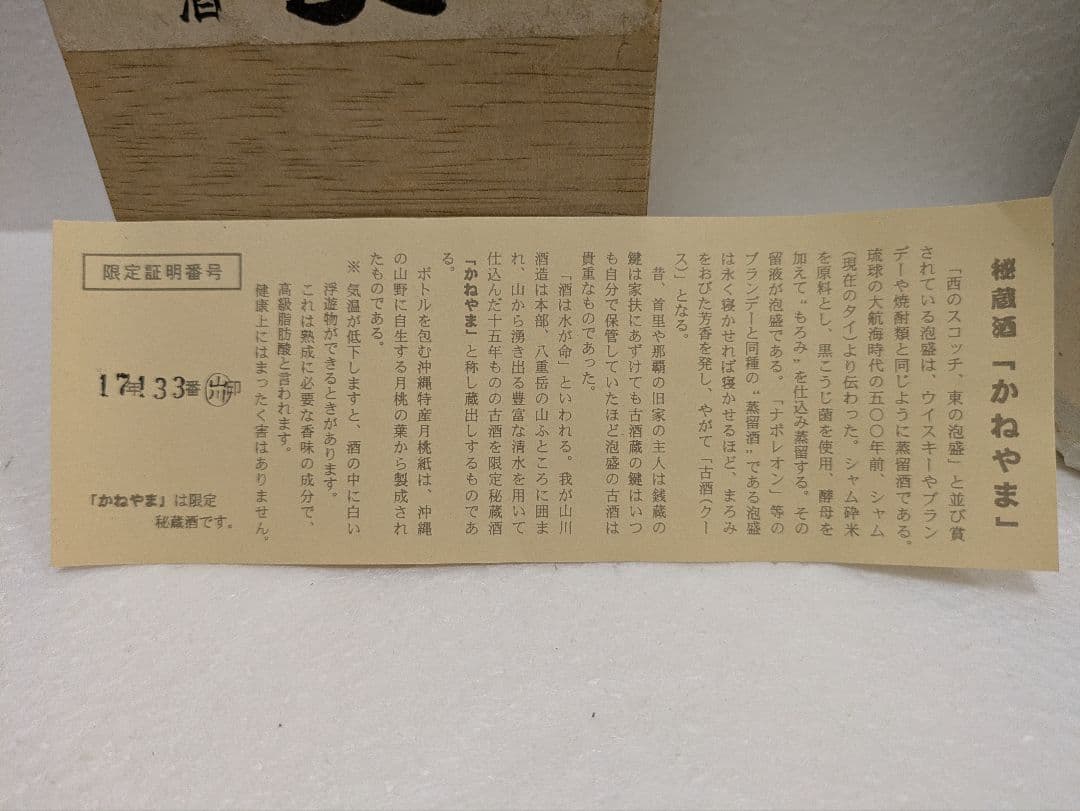 酒
秘蔵酒「かねやま」
「西のスコッチ、東の泡盛」と並び賞
されている泡盛は、ウイスキーやブラン
デーや焼酎類と同じように蒸留酒である。
琉球の大航海時代の五〇〇年前、シャム
(現在のタイ)より伝わった。シャム砕米
を原料とし、黒こうじ菌を使用、酵母を
加えて“もろみ”を仕込み蒸留する。その
留液が泡盛である。「ナポレオン」等の
ブランデーと同種の“蒸留酒”である泡盛
は永く寝かせれば寝かせるほど、まろみ
をおびた芳香を発し、やがて「古酒(クー
ス)」となる。
昔、首里や那覇の旧家の主人は銭蔵の
鍵は家扶にあずけても古酒蔵の鍵はいつ
も自分で保管していたほど泡盛の古酒は
貴重なものであった。
「酒は水が命」といわれる。我が山川
酒造は本部、八重岳の山ふところに囲ま
れ、山から湧き出る豊富な清水を用いて
仕込んだ十五年ものの古酒を限定秘蔵酒
「かねやま」と称し蔵出しするものであ
る。
ボトルを包む沖縄特産月桃紙は、沖縄
の山野に自生する月桃の葉から製成され
たものである。
※ 気温が低下しますと、酒の中に白い
浮遊物ができるときがあります。
これは熟成に必要な香味の成分で、
高級脂肪酸と言われます。
健康上にはまったく害はありません。
限定証明番号
17年133番㊞山川印
「かねやま」は限定
秘蔵酒です。